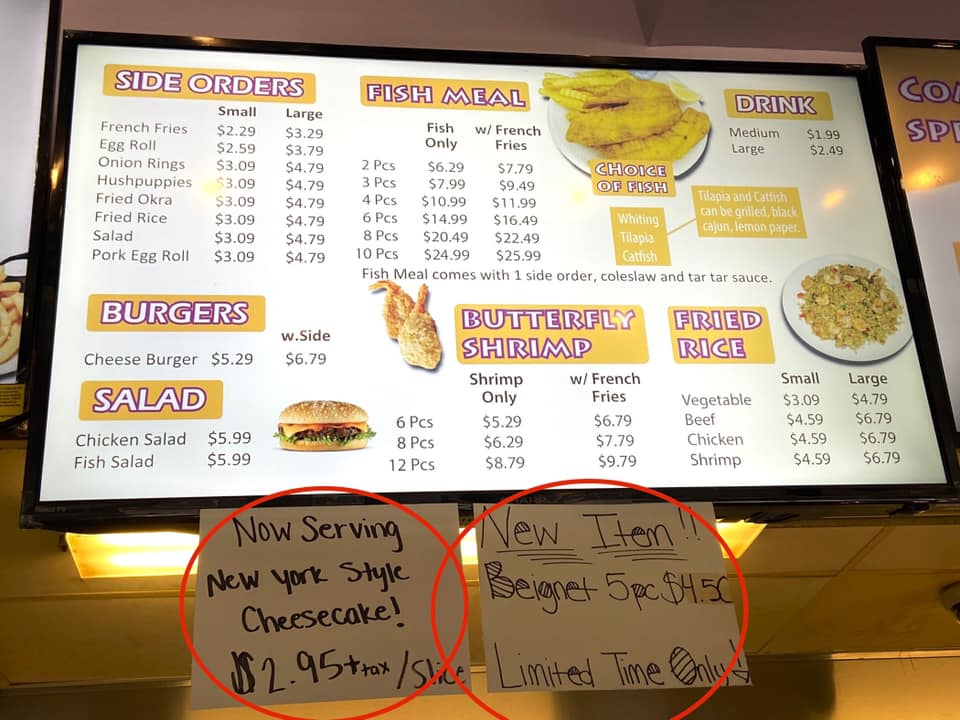 SIDE ORDERS
Small Large
French Fries $2.29 $3.29
Egg Roll $2.59 $3.79
Onion Rings $3.09 $4.79
Hushpuppies $3.09 $4.79
Fried Okra $3.09 $4.79
Fried Rice $3.09 $4.79
Salad $3.09 $4.79
Pork Egg Roll $3.09 $4.79
FISH MEAL
Fish Only w/ French Fries
2 Pcs $6.29 $7.79
3 Pcs $7.99 $9.49
4 Pcs $10.99 $11.99
6 Pcs $14.99 $16.49
8 Pcs $20.49 $22.49
10 Pcs $24.99 $25.99
Fish Meal comes with 1 side order, coleslaw and tar tar sauce.
CHOICE
OF FISH
Whiting
Tilapia
Catfish
Tilapia and Catfish
can be grilled, black
cajun, lemon paper.
DRINK
Medium $1.99
Large $2.49
BURGERS
w.Side
Cheese Burger $5.29 $6.79
SALAD
Chicken Salad $5.99
Fish Salad $5.99
BUTTERFLY
SHRIMP
Shrimp Only w/ French Fries
6 Pcs $5.29 $6.79
8 Pcs $6.29 $7.79
12 Pcs $8.79 $9.79
FRIED
RICE
Small Large
Vegetable $3.09 $4.79
Beef $4.59 $6.79
Chicken $4.59 $6.79
Shrimp $4.59 $6.79
Now Serving
New York Style
Cheesecake!
$2.95+tax/Slice
New Item!!
Beignet 5pc $4.50
Limited Time Only!